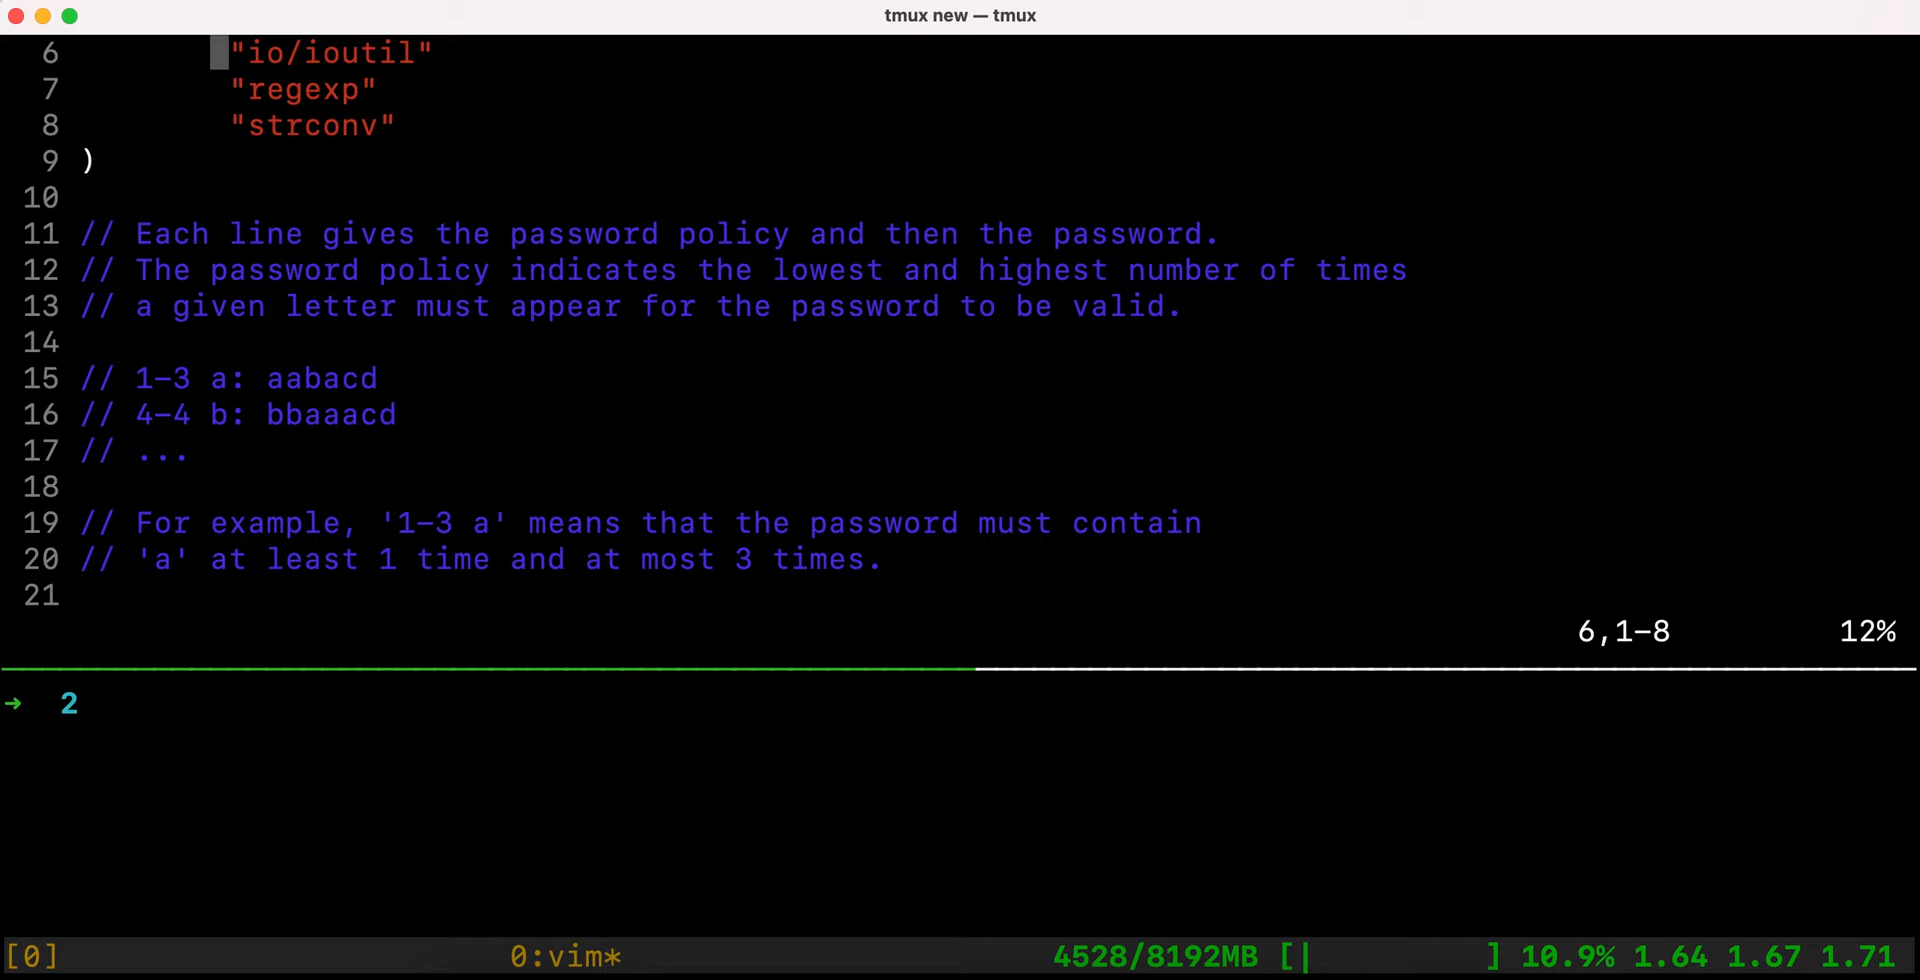 tmux new — tmux
6 "io/ioutil"
7 "regexp"
8 "strconv"
9 )
10
11 // Each line gives the password policy and then the password.
12 // The password policy indicates the lowest and highest number of times
13 // a given letter must appear for the password to be valid.
14
15 // 1-3 a: aabacd
16 // 4-4 b: bbaaacd
17 // ...
18
19 // For example, '1-3 a' means that the password must contain
20 // 'a' at least 1 time and at most 3 times.
21
6,1-8 12%
→ 2
[0] 0:vim* 4528/8192MB [| ] 10.9% 1.64 1.67 1.71